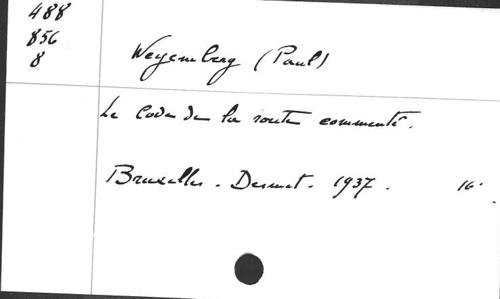 488
856
8
Weyemberg (Paul)
Le Code de la route commenté.
Bruxelles. Desmet. 1937. 16°.